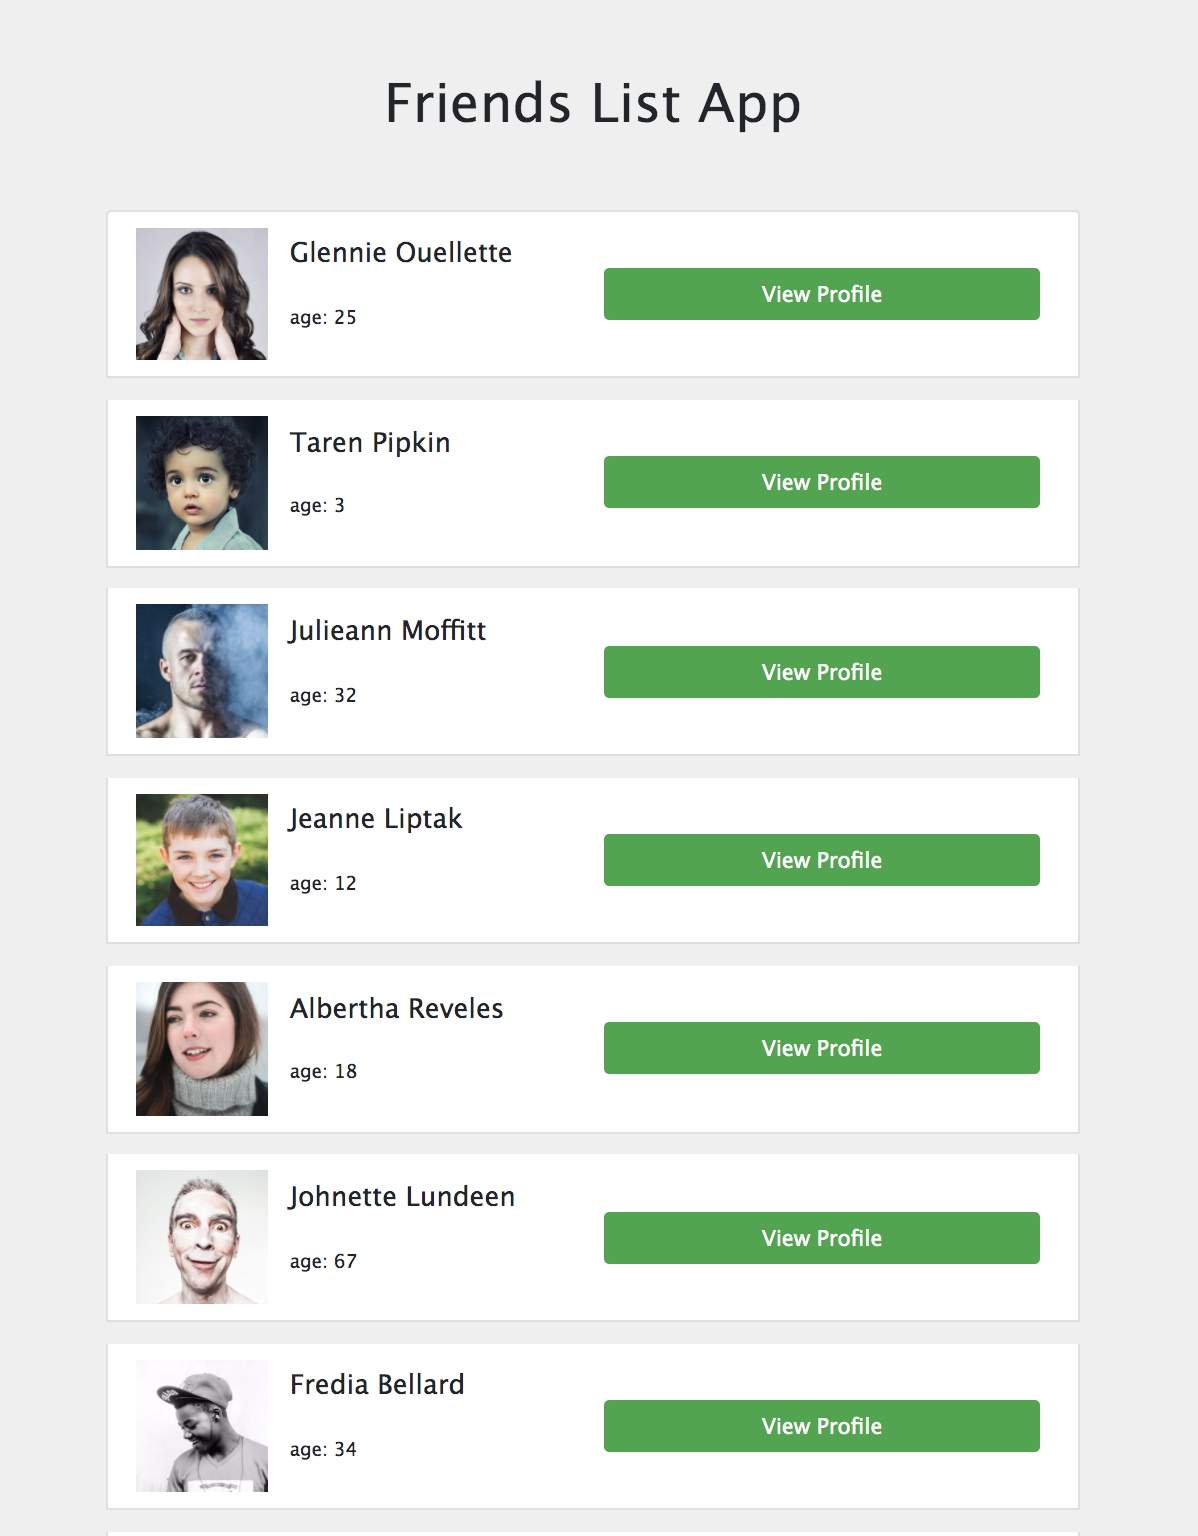 Friends List App
Glennie Ouellette
View Profile
age: 25
Taren Pipkin
View Profile
age: 3
Julieann Moffitt
View Profile
age: 32
Jeanne Liptak
View Profile
age: 12
Albertha Reveles
View Profile
age: 18
Johnette Lundeen
View Profile
age: 67
Fredia Bellard
View Profile
age: 34